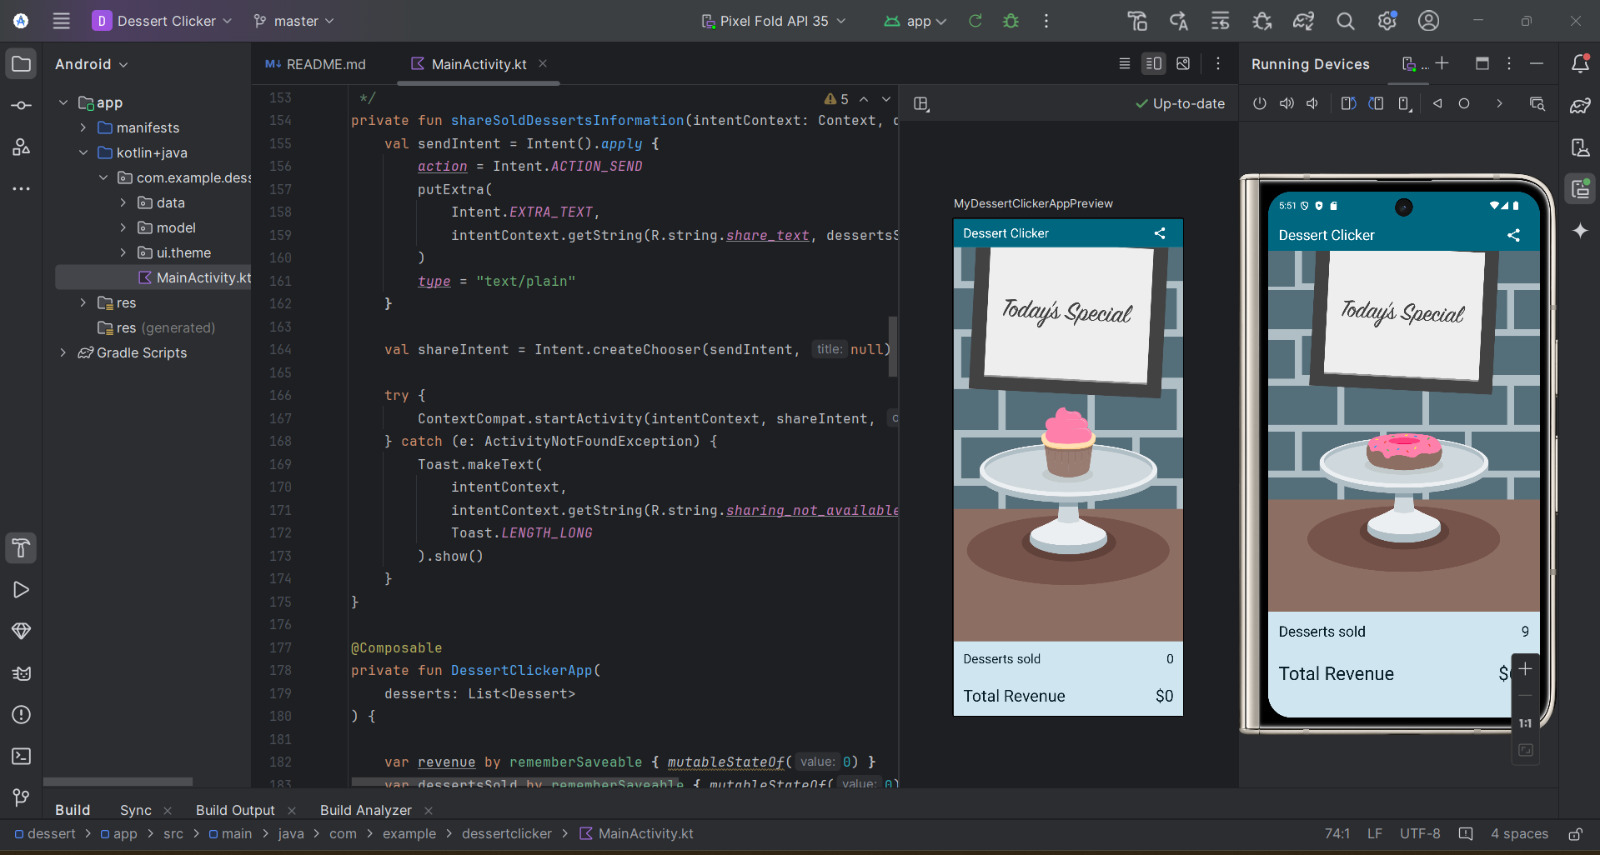 D Dessert Clicker master Pixel Fold API 35 app
Android
app
manifests
kotlin+java
com.example.dess
data
model
ui.theme
MainActivity.kt
res
res (generated)
Gradle Scripts
M↓ README.md MainActivity.kt
5
153 */
154 private fun shareSoldDessertsInformation(intentContext: Context, d
155 val sendIntent = Intent().apply {
156 action = Intent.ACTION_SEND
157 putExtra(
158 Intent.EXTRA_TEXT,
159 intentContext.getString(R.string.share_text, dessertsS
160 )
161 type = "text/plain"
162 }
163
164 val shareIntent = Intent.createChooser(sendIntent, title: null)
165
166 try {
167 ContextCompat.startActivity(intentContext, shareIntent,
168 } catch (e: ActivityNotFoundException) {
169 Toast.makeText(
170 intentContext,
171 intentContext.getString(R.string.sharing_not_available
172 Toast.LENGTH_LONG
173 ).show()
174 }
175 }
176
177 @Composable
178 private fun DessertClickerApp(
179 desserts: List<Dessert>
180 ) {
181
182 var revenue by rememberSaveable { mutableStateOf( value: 0) }
183 var dessertsSold by rememberSaveable { mutableStateOf( value: 0)
Up-to-date
MyDessertClickerAppPreview
Dessert Clicker
Today's Special
Desserts sold 0
Total Revenue $0
Running Devices
...
5:51
Dessert Clicker
Today's Special
Desserts sold 9
Total Revenue $
1:1
Build Sync Build Output Build Analyzer
dessert > app > src > main > java > com > example > dessertclicker > MainActivity.kt
74:1 LF UTF-8 4 spaces